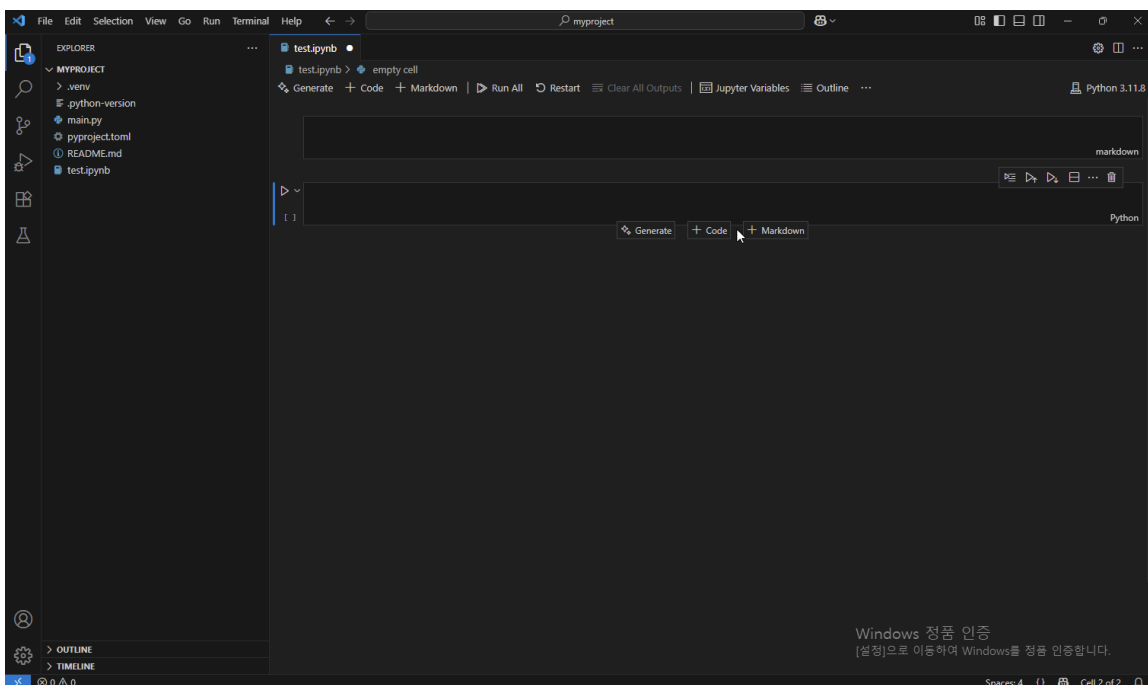 File Edit Selection View Go Run Terminal Help myproject
EXPLORER
MYPROJECT
.venv
.python-version
main.py
pyproject.toml
README.md
test.ipynb
OUTLINE
TIMELINE
test.ipynb
test.ipynb > empty cell
Generate + Code + Markdown Run All Restart Clear All Outputs Jupyter Variables Outline ... Python 3.11.8
markdown
[ ] Python
Generate + Code + Markdown
Windows 정품 인증
[설정]으로 이동하여 Windows를 정품 인증합니다.
0 0 Spaces: 4 {} Cell 2 of 2
1